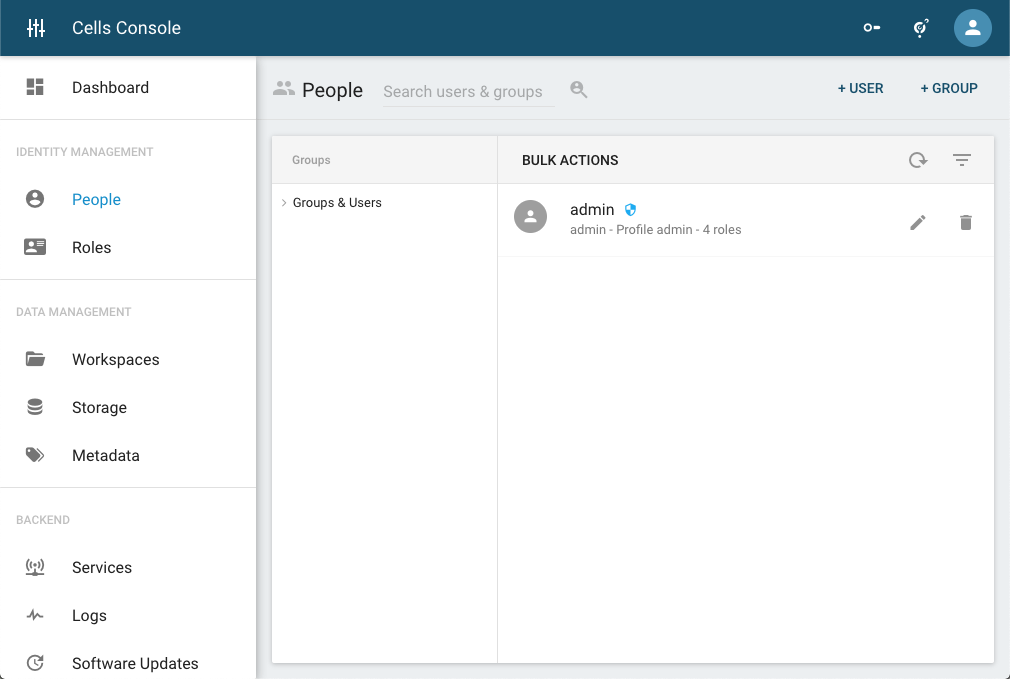 Cells Console
Dashboard
IDENTITY MANAGEMENT
People
Roles
DATA MANAGEMENT
Workspaces
Storage
Metadata
BACKEND
Services
Logs
Software Updates
People
Search users & groups
+ USER
+ GROUP
Groups
Groups & Users
BULK ACTIONS
admin
admin - Profile admin - 4 roles